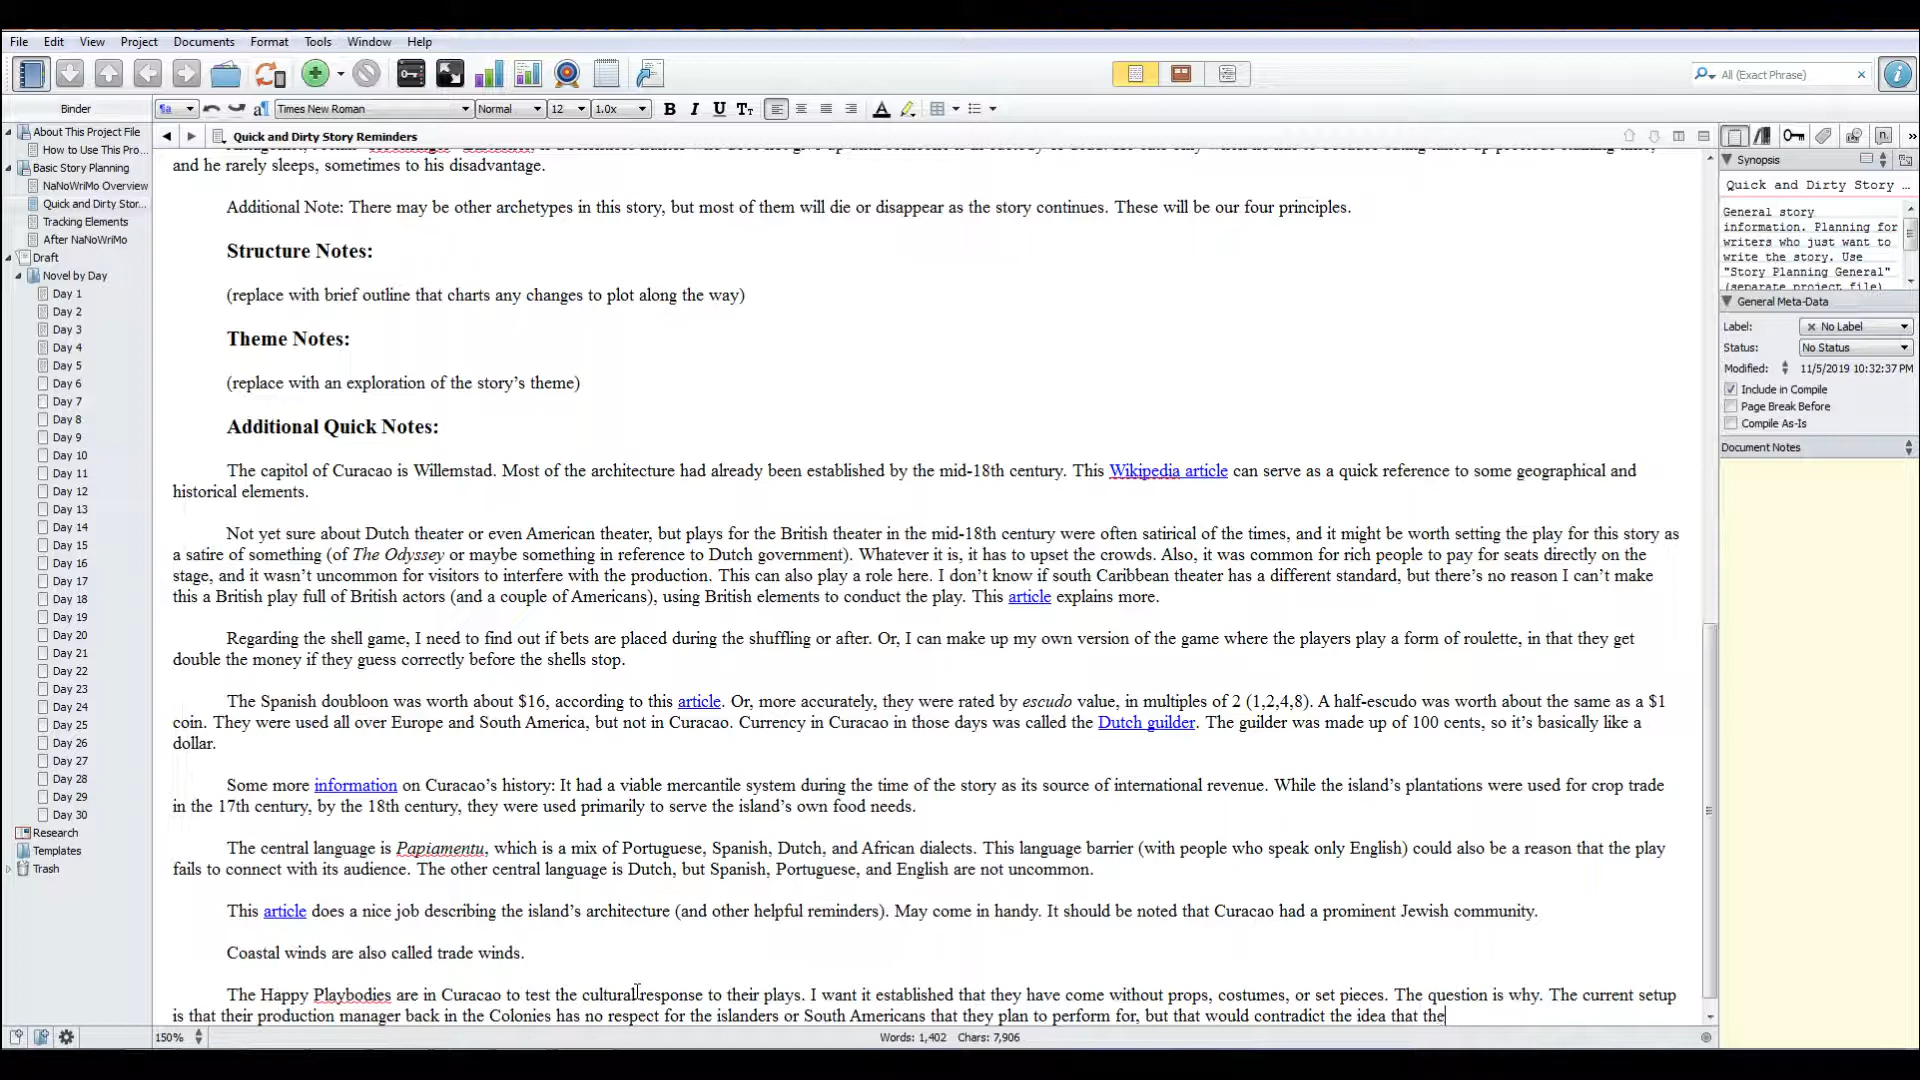 File Edit View Project Documents Format Tools Window Help
All (Exact Phrase)
Binder
Times New Roman Normal 12 1.0x B I U
Quick and Dirty Story Reminders
About This Project File
How to Use This Pro...
Basic Story Planning
NaNoWriMo Overview
Quick and Dirty Stor...
Tracking Elements
After NaNoWriMo
Draft
Novel by Day
Day 1
Day 2
Day 3
Day 4
Day 5
Day 6
Day 7
Day 8
Day 9
Day 10
Day 11
Day 12
Day 13
Day 14
Day 15
Day 16
Day 17
Day 18
Day 19
Day 20
Day 21
Day 22
Day 23
Day 24
Day 25
Day 26
Day 27
Day 28
Day 29
Day 30
Research
Templates
Trash
and he rarely sleeps, sometimes to his disadvantage.
Additional Note: There may be other archetypes in this story, but most of them will die or disappear as the story continues. These will be our four principles.
Structure Notes:
(replace with brief outline that charts any changes to plot along the way)
Theme Notes:
(replace with an exploration of the story’s theme)
Additional Quick Notes:
The capitol of Curacao is Willemstad. Most of the architecture had already been established by the mid-18th century. This Wikipedia article can serve as a quick reference to some geographical and
historical elements.
Not yet sure about Dutch theater or even American theater, but plays for the British theater in the mid-18th century were often satirical of the times, and it might be worth setting the play for this story as
a satire of something (of The Odyssey or maybe something in reference to Dutch government). Whatever it is, it has to upset the crowds. Also, it was common for rich people to pay for seats directly on the
stage, and it wasn’t uncommon for visitors to interfere with the production. This can also play a role here. I don’t know if south Caribbean theater has a different standard, but there’s no reason I can’t make
this a British play full of British actors (and a couple of Americans), using British elements to conduct the play. This article explains more.
Regarding the shell game, I need to find out if bets are placed during the shuffling or after. Or, I can make up my own version of the game where the players play a form of roulette, in that they get
double the money if they guess correctly before the shells stop.
The Spanish doubloon was worth about $16, according to this article. Or, more accurately, they were rated by escudo value, in multiples of 2 (1,2,4,8). A half-escudo was worth about the same as a $1
coin. They were used all over Europe and South America, but not in Curacao. Currency in Curacao in those days was called the Dutch guilder. The guilder was made up of 100 cents, so it’s basically like a
dollar.
Some more information on Curacao’s history: It had a viable mercantile system during the time of the story as its source of international revenue. While the island’s plantations were used for crop trade
in the 17th century, by the 18th century, they were used primarily to serve the island’s own food needs.
The central language is Papiamentu, which is a mix of Portuguese, Spanish, Dutch, and African dialects. This language barrier (with people who speak only English) could also be a reason that the play
fails to connect with its audience. The other central language is Dutch, but Spanish, Portuguese, and English are not uncommon.
This article does a nice job describing the island’s architecture (and other helpful reminders). May come in handy. It should be noted that Curacao had a prominent Jewish community.
Coastal winds are also called trade winds.
The Happy Playbodies are in Curacao to test the cultural response to their plays. I want it established that they have come without props, costumes, or set pieces. The question is why. The current setup
is that their production manager back in the Colonies has no respect for the islanders or South Americans that they plan to perform for, but that would contradict the idea that the
150% Words: 1,402 Chars: 7,906
Synopsis
Quick and Dirty Story ...
General story
information. Planning for
writers who just want to
write the story. Use
"Story Planning General"
(separate project file)
General Meta-Data
Label: No Label
Status: No Status
Modified: 11/5/2019 10:32:37 PM
Include in Compile
Page Break Before
Compile As-Is
Document Notes